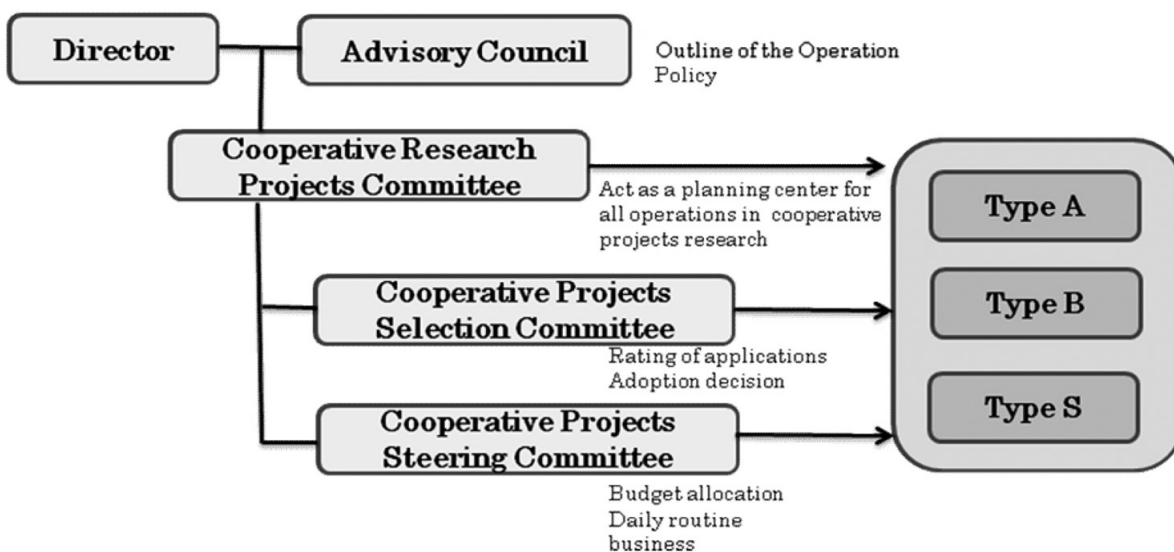 Director
Advisory Council
Outline of the Operation
Policy
Cooperative Research
Projects Committee
Act as a planning center for
all operations in cooperative
projects research
Type A
Cooperative Projects
Selection Committee
Type B
Rating of applications
Adoption decision
Cooperative Projects
Steering Committee
Type S
Budget allocation
Daily routine
business